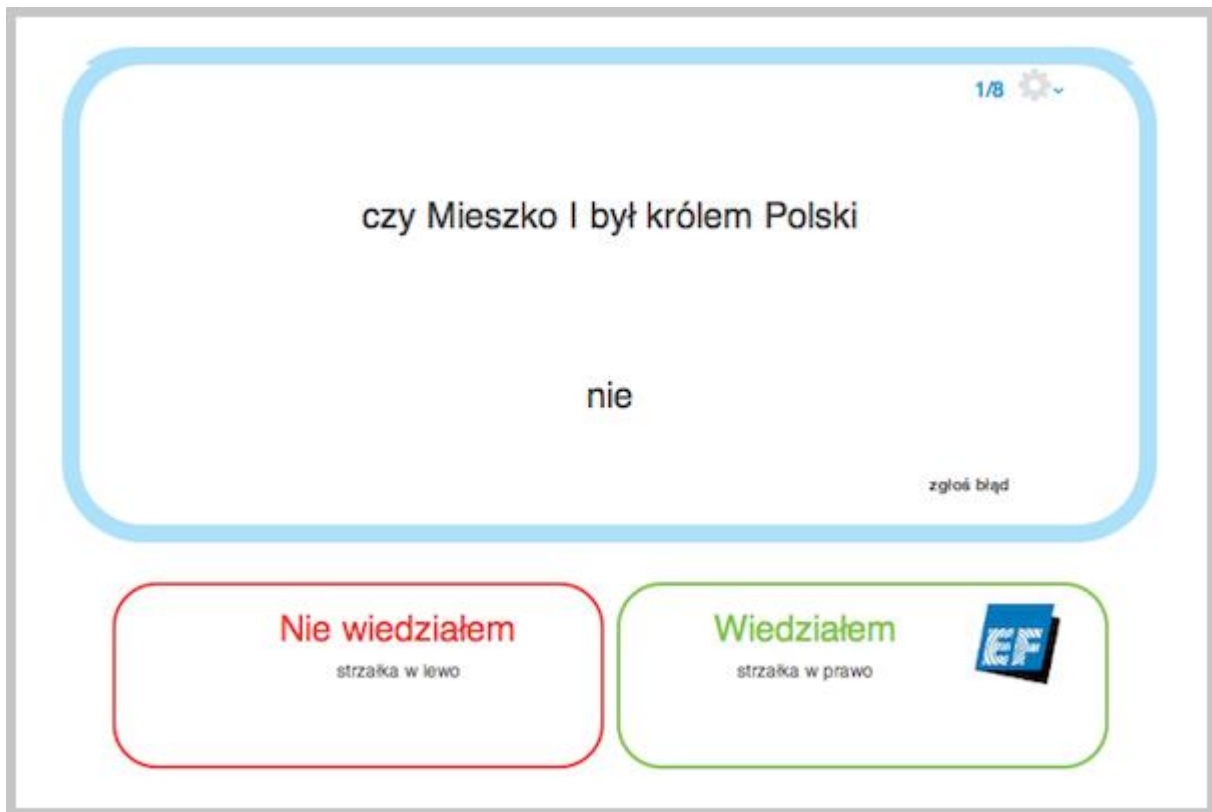 1/8
czy Mieszko I był królem Polski
nie
zgłoś błąd
Nie wiedziałem
strzałka w lewo
Wiedziałem
strzałka w prawo
EF